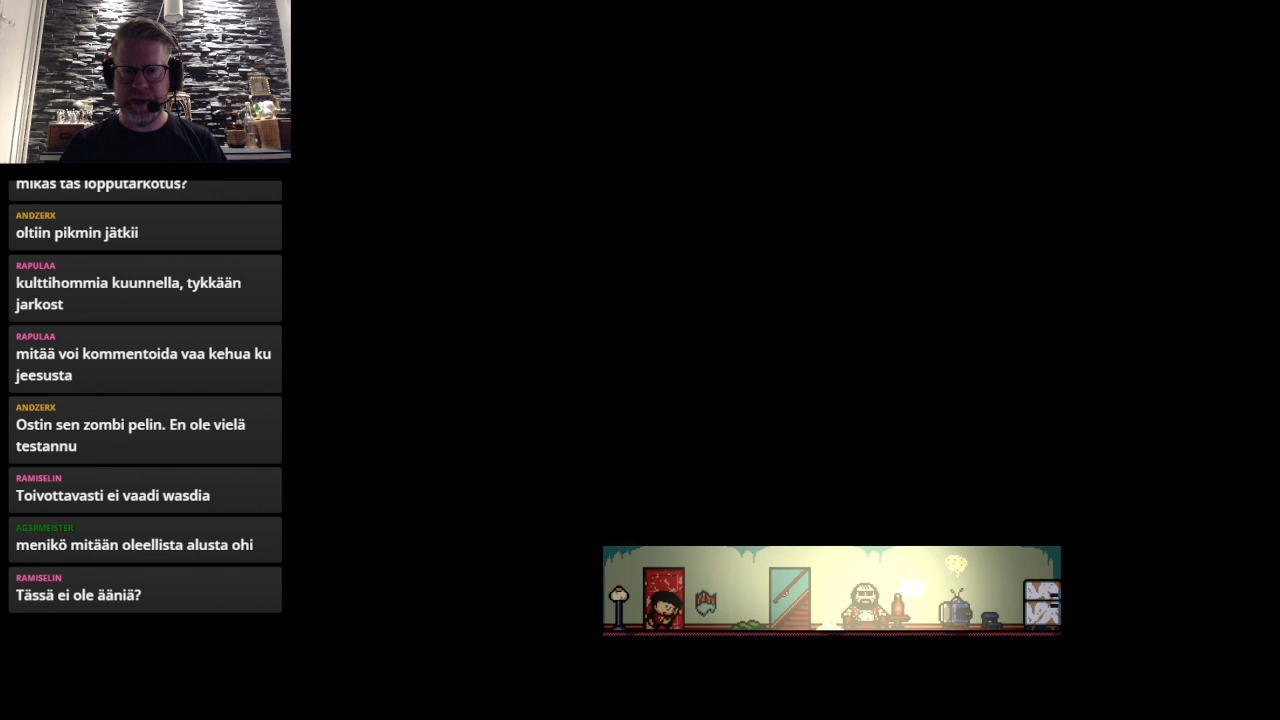 mikäs täs lopputarkotus?
ANDZERX
oltiin pikmin jätkii
RAPULAA
kulttihommia kuunnella, tykkään
jarkost
RAPULAA
mitää voi kommentoida vaa kehua ku
jeesusta
ANDZERX
Ostin sen zombi pelin. En ole vielä
testannu
RAMISELIN
Toivottavasti ei vaadi wasdia
AG3RMEISTER
menikö mitään oleellista alusta ohi
RAMISELIN
Tässä ei ole ääniä?